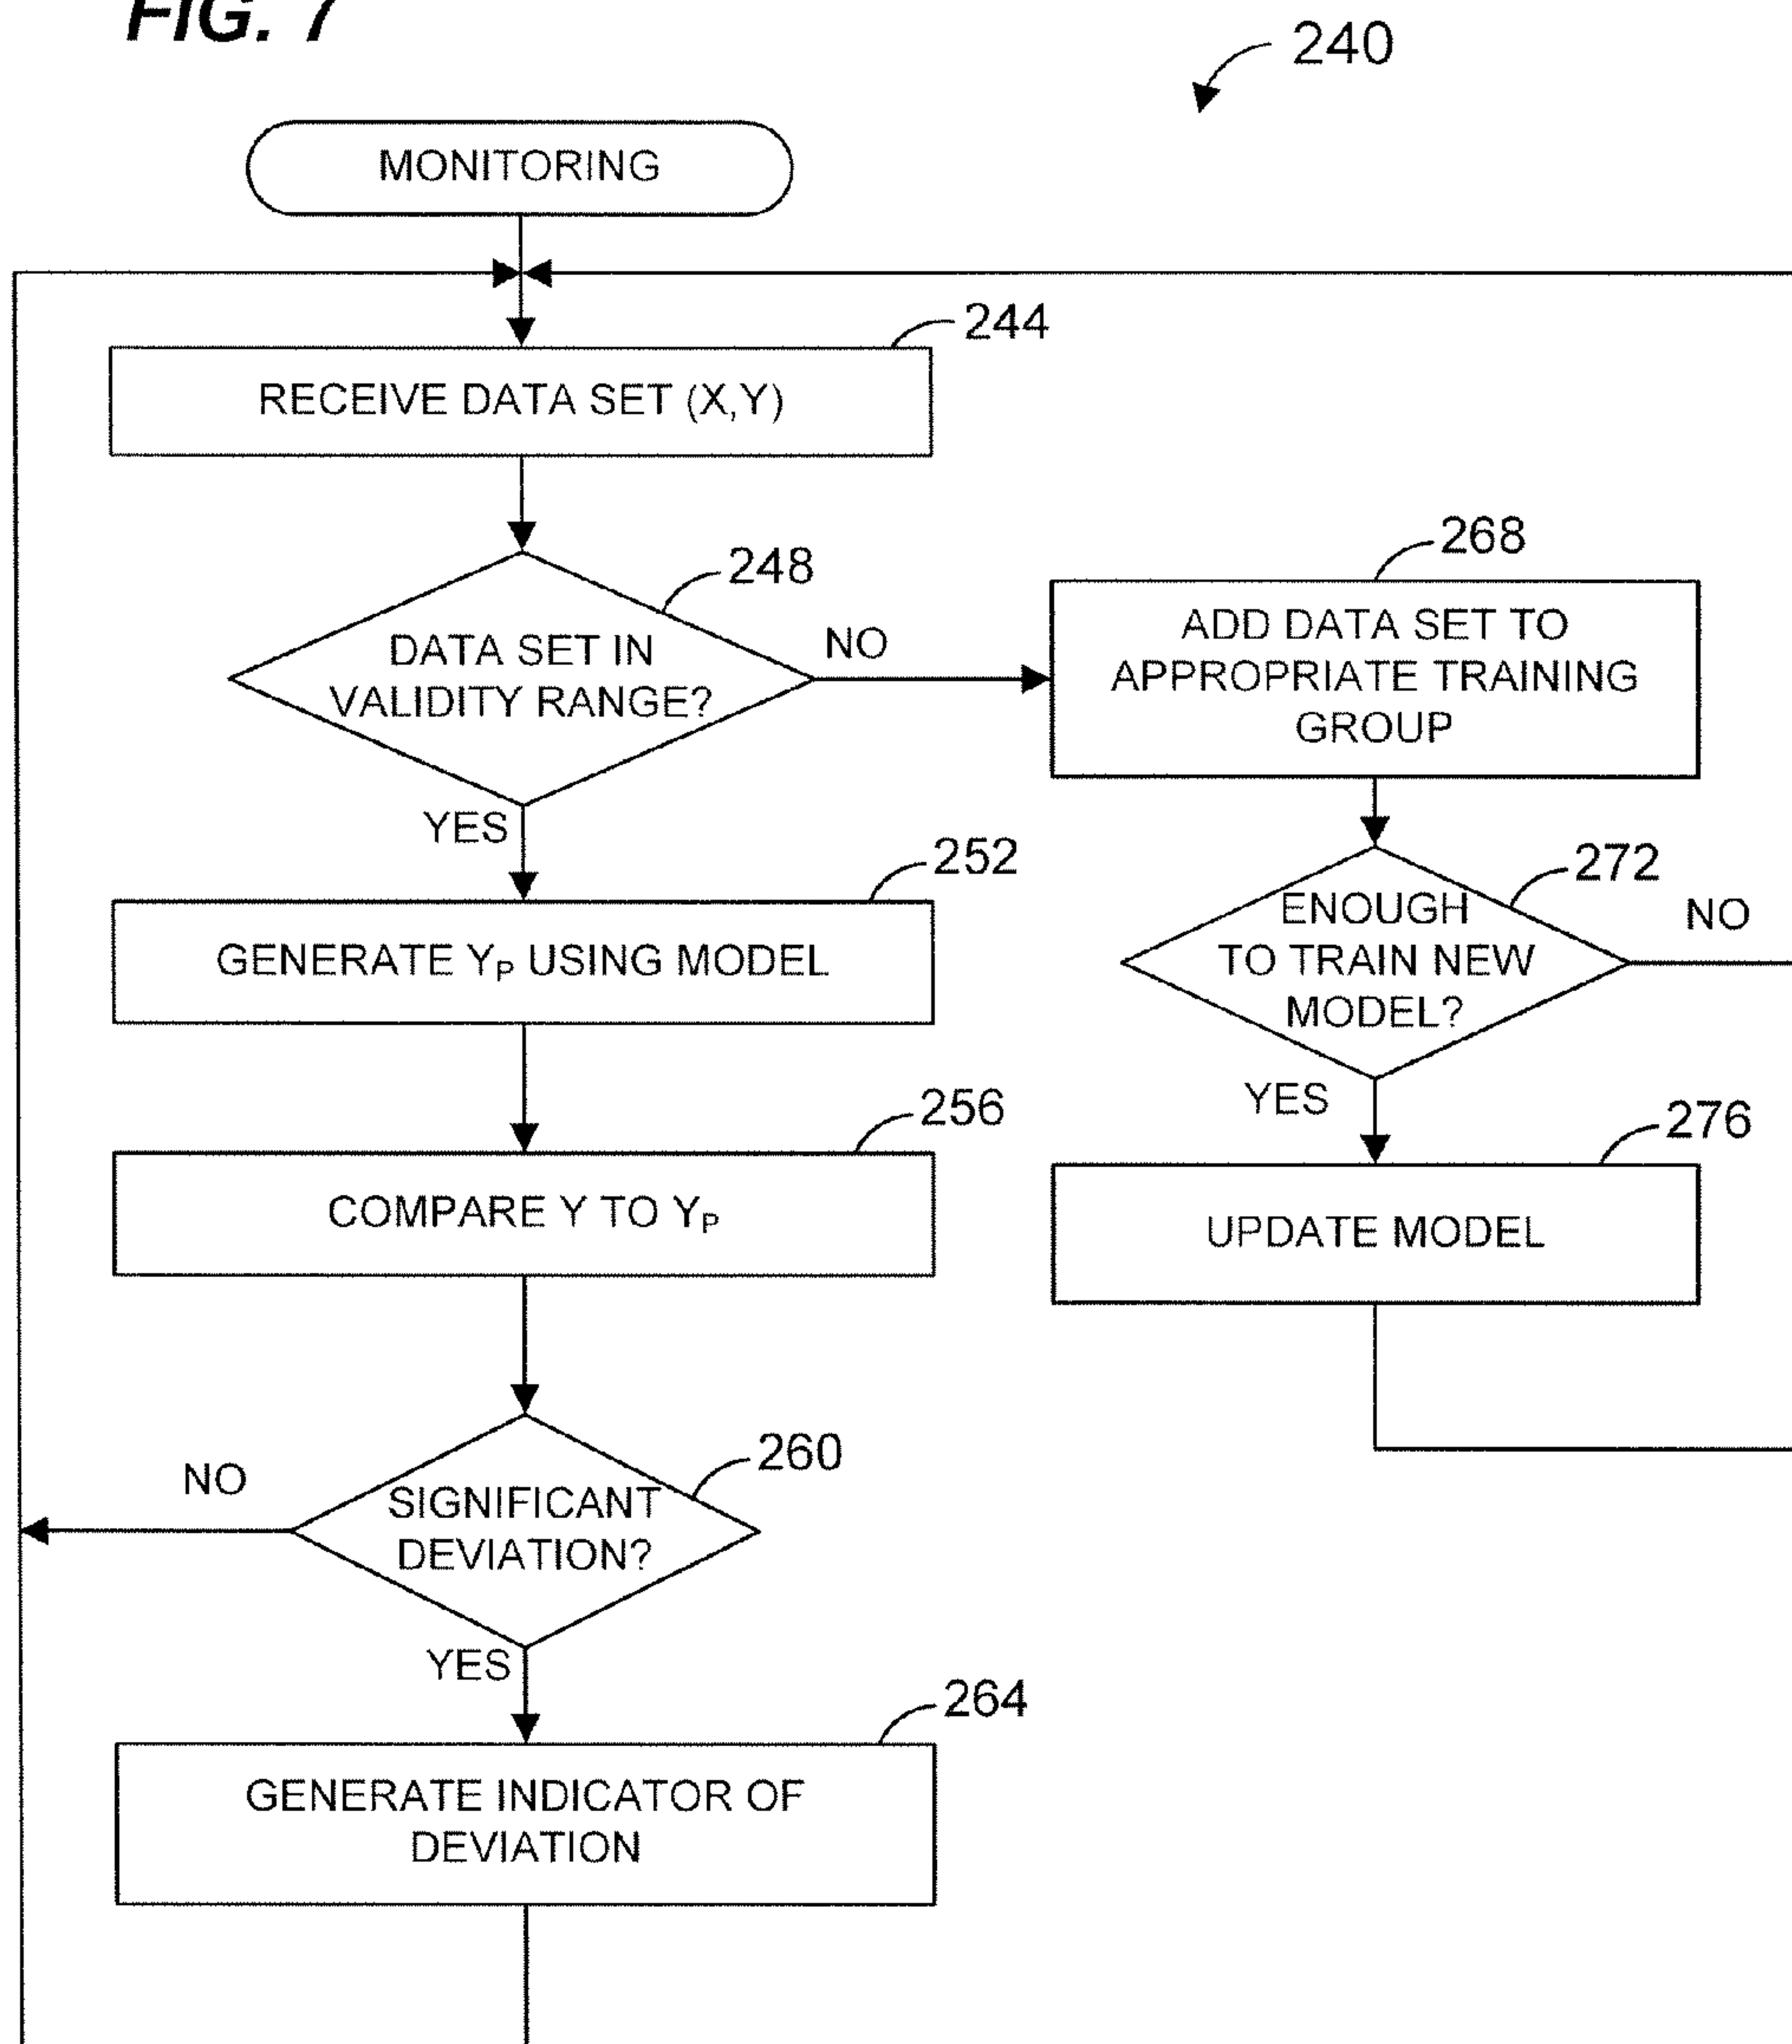 FIG. 7
240
MONITORING
244
RECEIVE DATA SET (X,Y)
248
DATA SET IN
VALIDITY RANGE?
NO
YES
268
ADD DATA SET TO
APPROPRIATE TRAINING
GROUP
252
GENERATE YP USING MODEL
272
ENOUGH
TO TRAIN NEW
MODEL?
NO
YES
256
COMPARE Y TO YP
276
UPDATE MODEL
260
SIGNIFICANT
DEVIATION?
NO
YES
264
GENERATE INDICATOR OF
DEVIATION